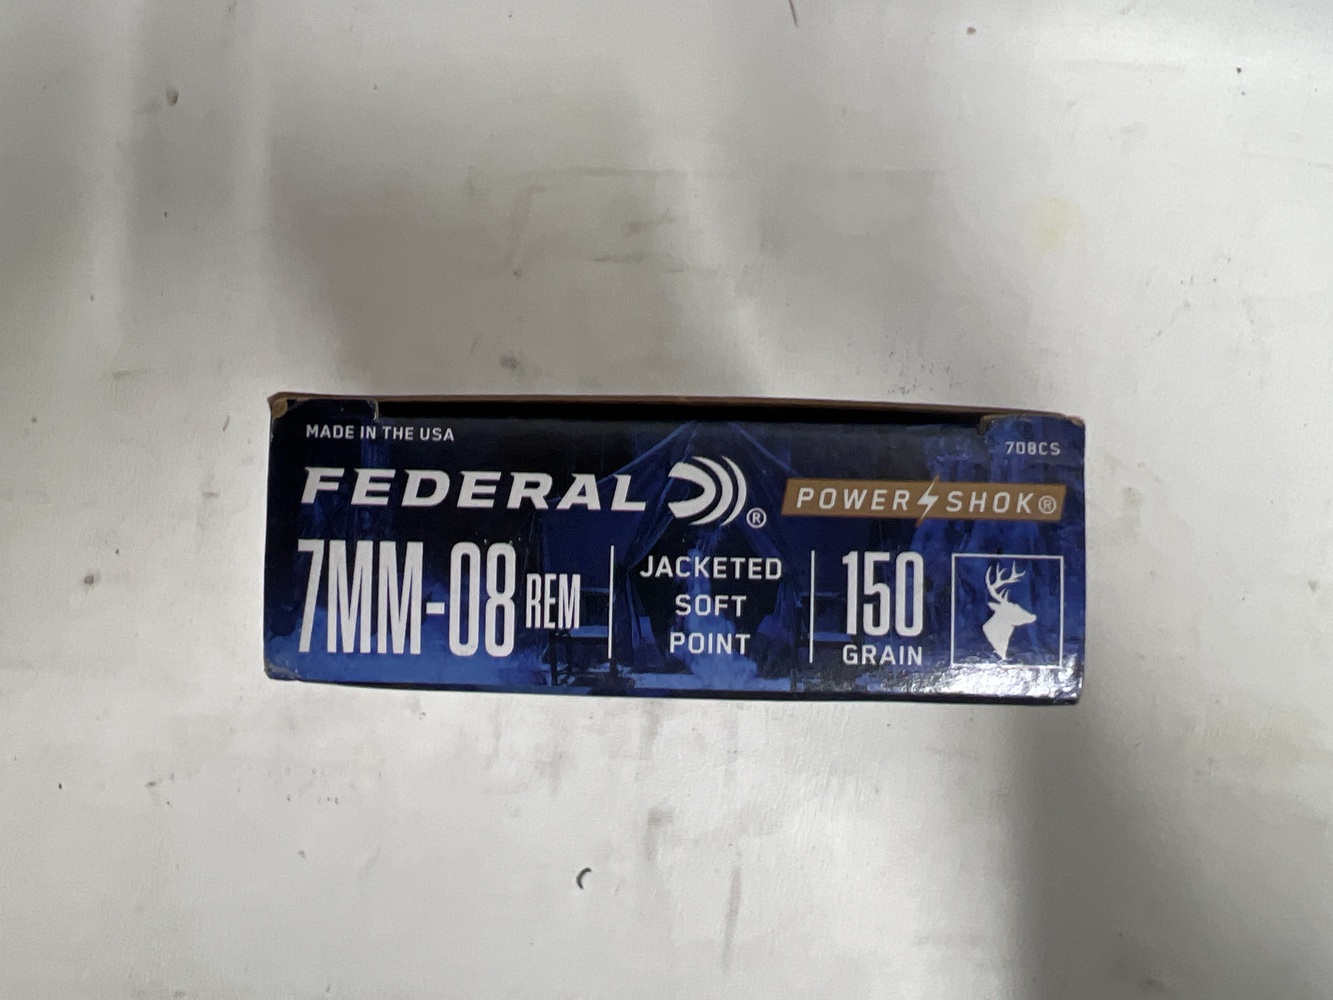 MADE IN THE USA
708CS
FEDERAL®
POWER SHOK®
7MM-08 REM
JACKETED
SOFT
POINT
150
GRAIN